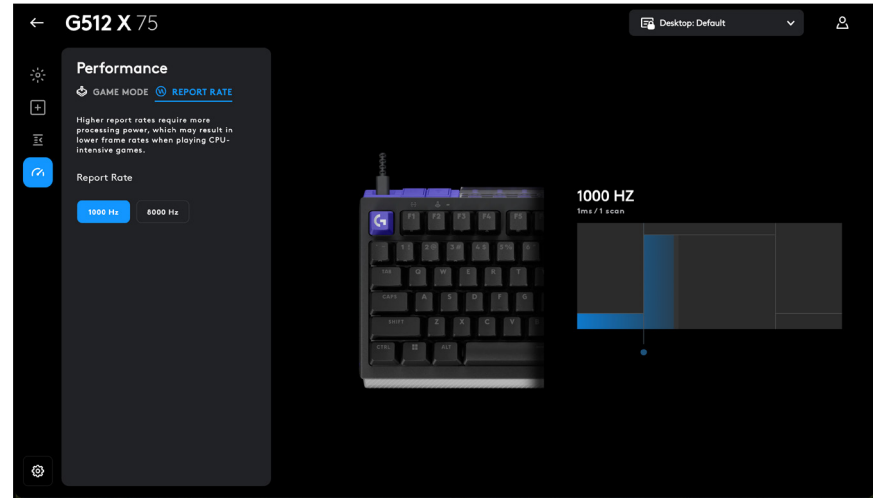 G512 X 75
Desktop: Default
Performance
GAME MODE
REPORT RATE
Higher report rates require more
processing power, which may result in
lower frame rates when playing CPU-
intensive games.
Report Rate
1000 Hz
8000 Hz
1000 HZ
1ms/1 scan
F1 F2 F3 F4 F5
TAB Q W E R T
CAPS A S D F G
SHIFT Z X C V
CTRL ALT